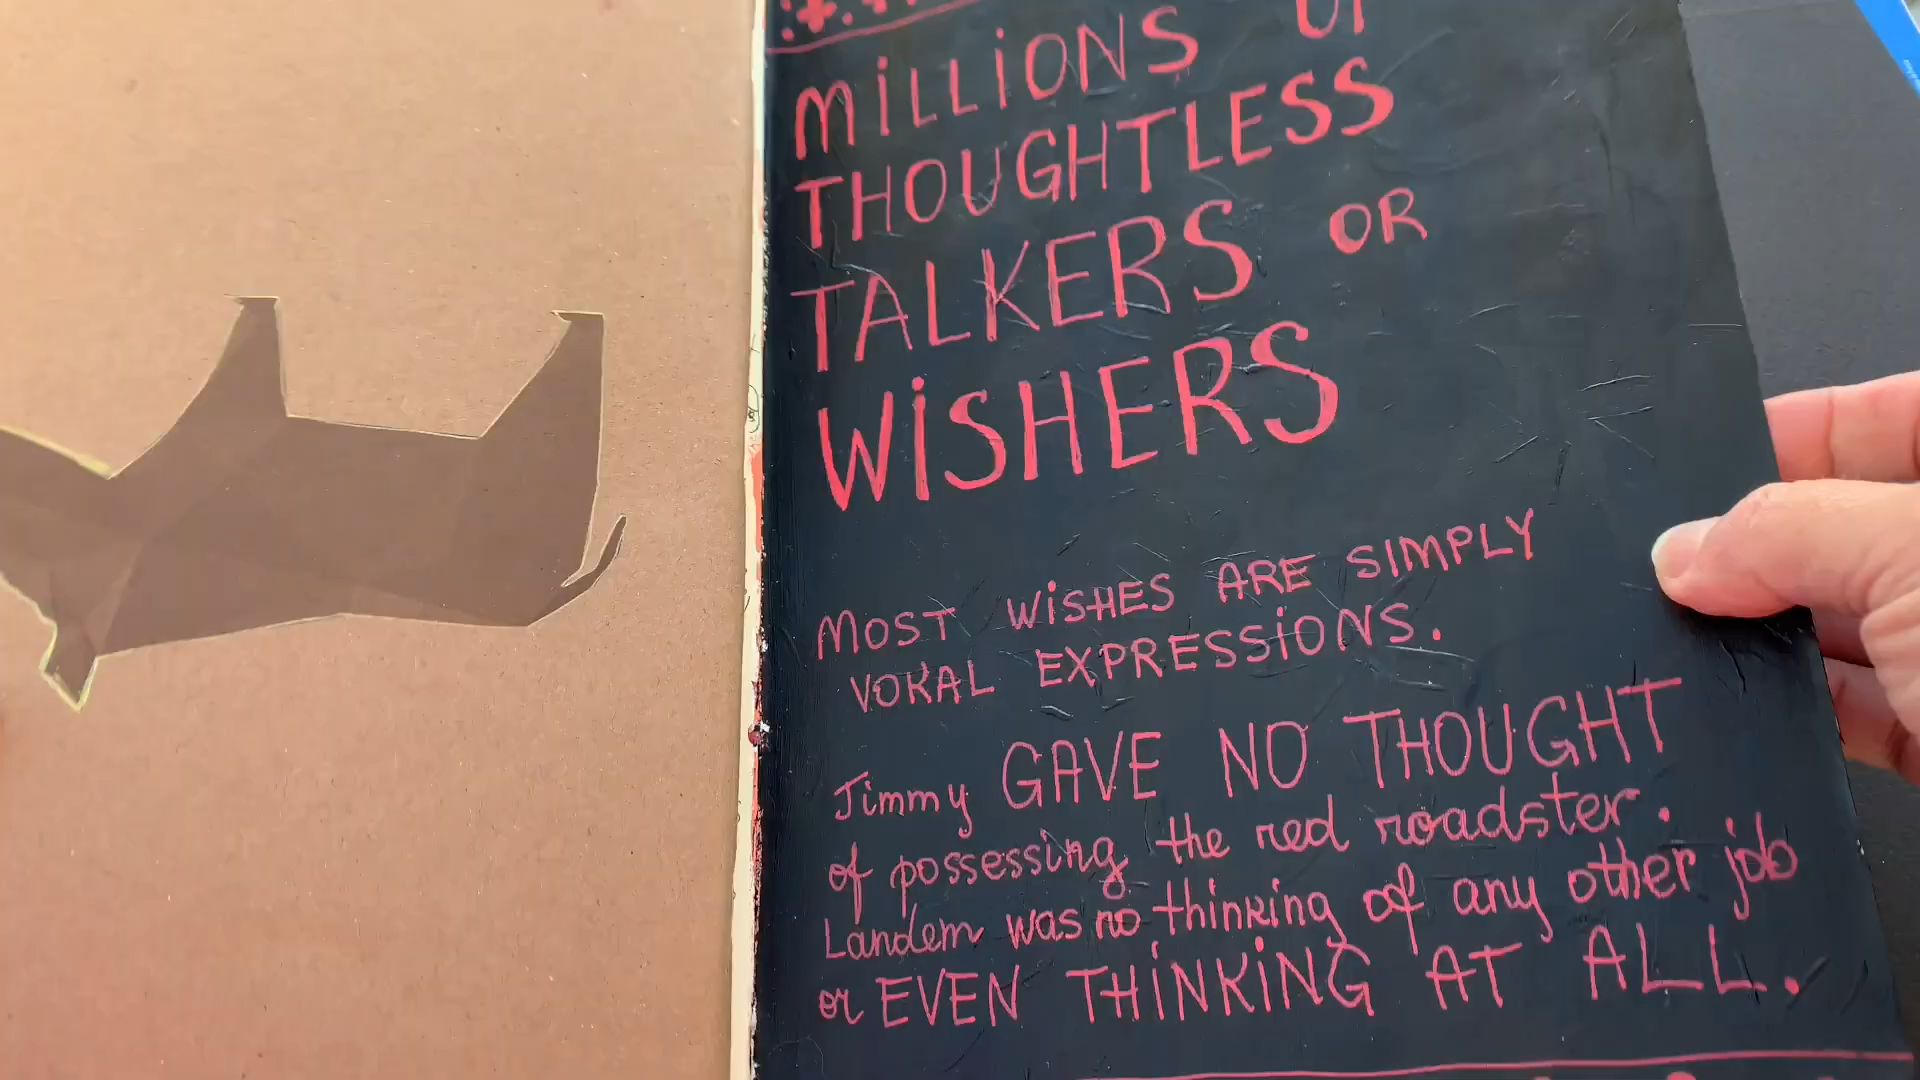 MiLLiONS OF
THOUGHTLESS
TALKERS OR
WiSHERS
MOST WiSHES ARE SIMPLY
VOKAL EXPRESSiONS.
Jimmy GAVE NO THOUGHT
of possessing the red roadster.
Landem was no thinking of any other job
or EVEN THiNKiNG AT ALL.